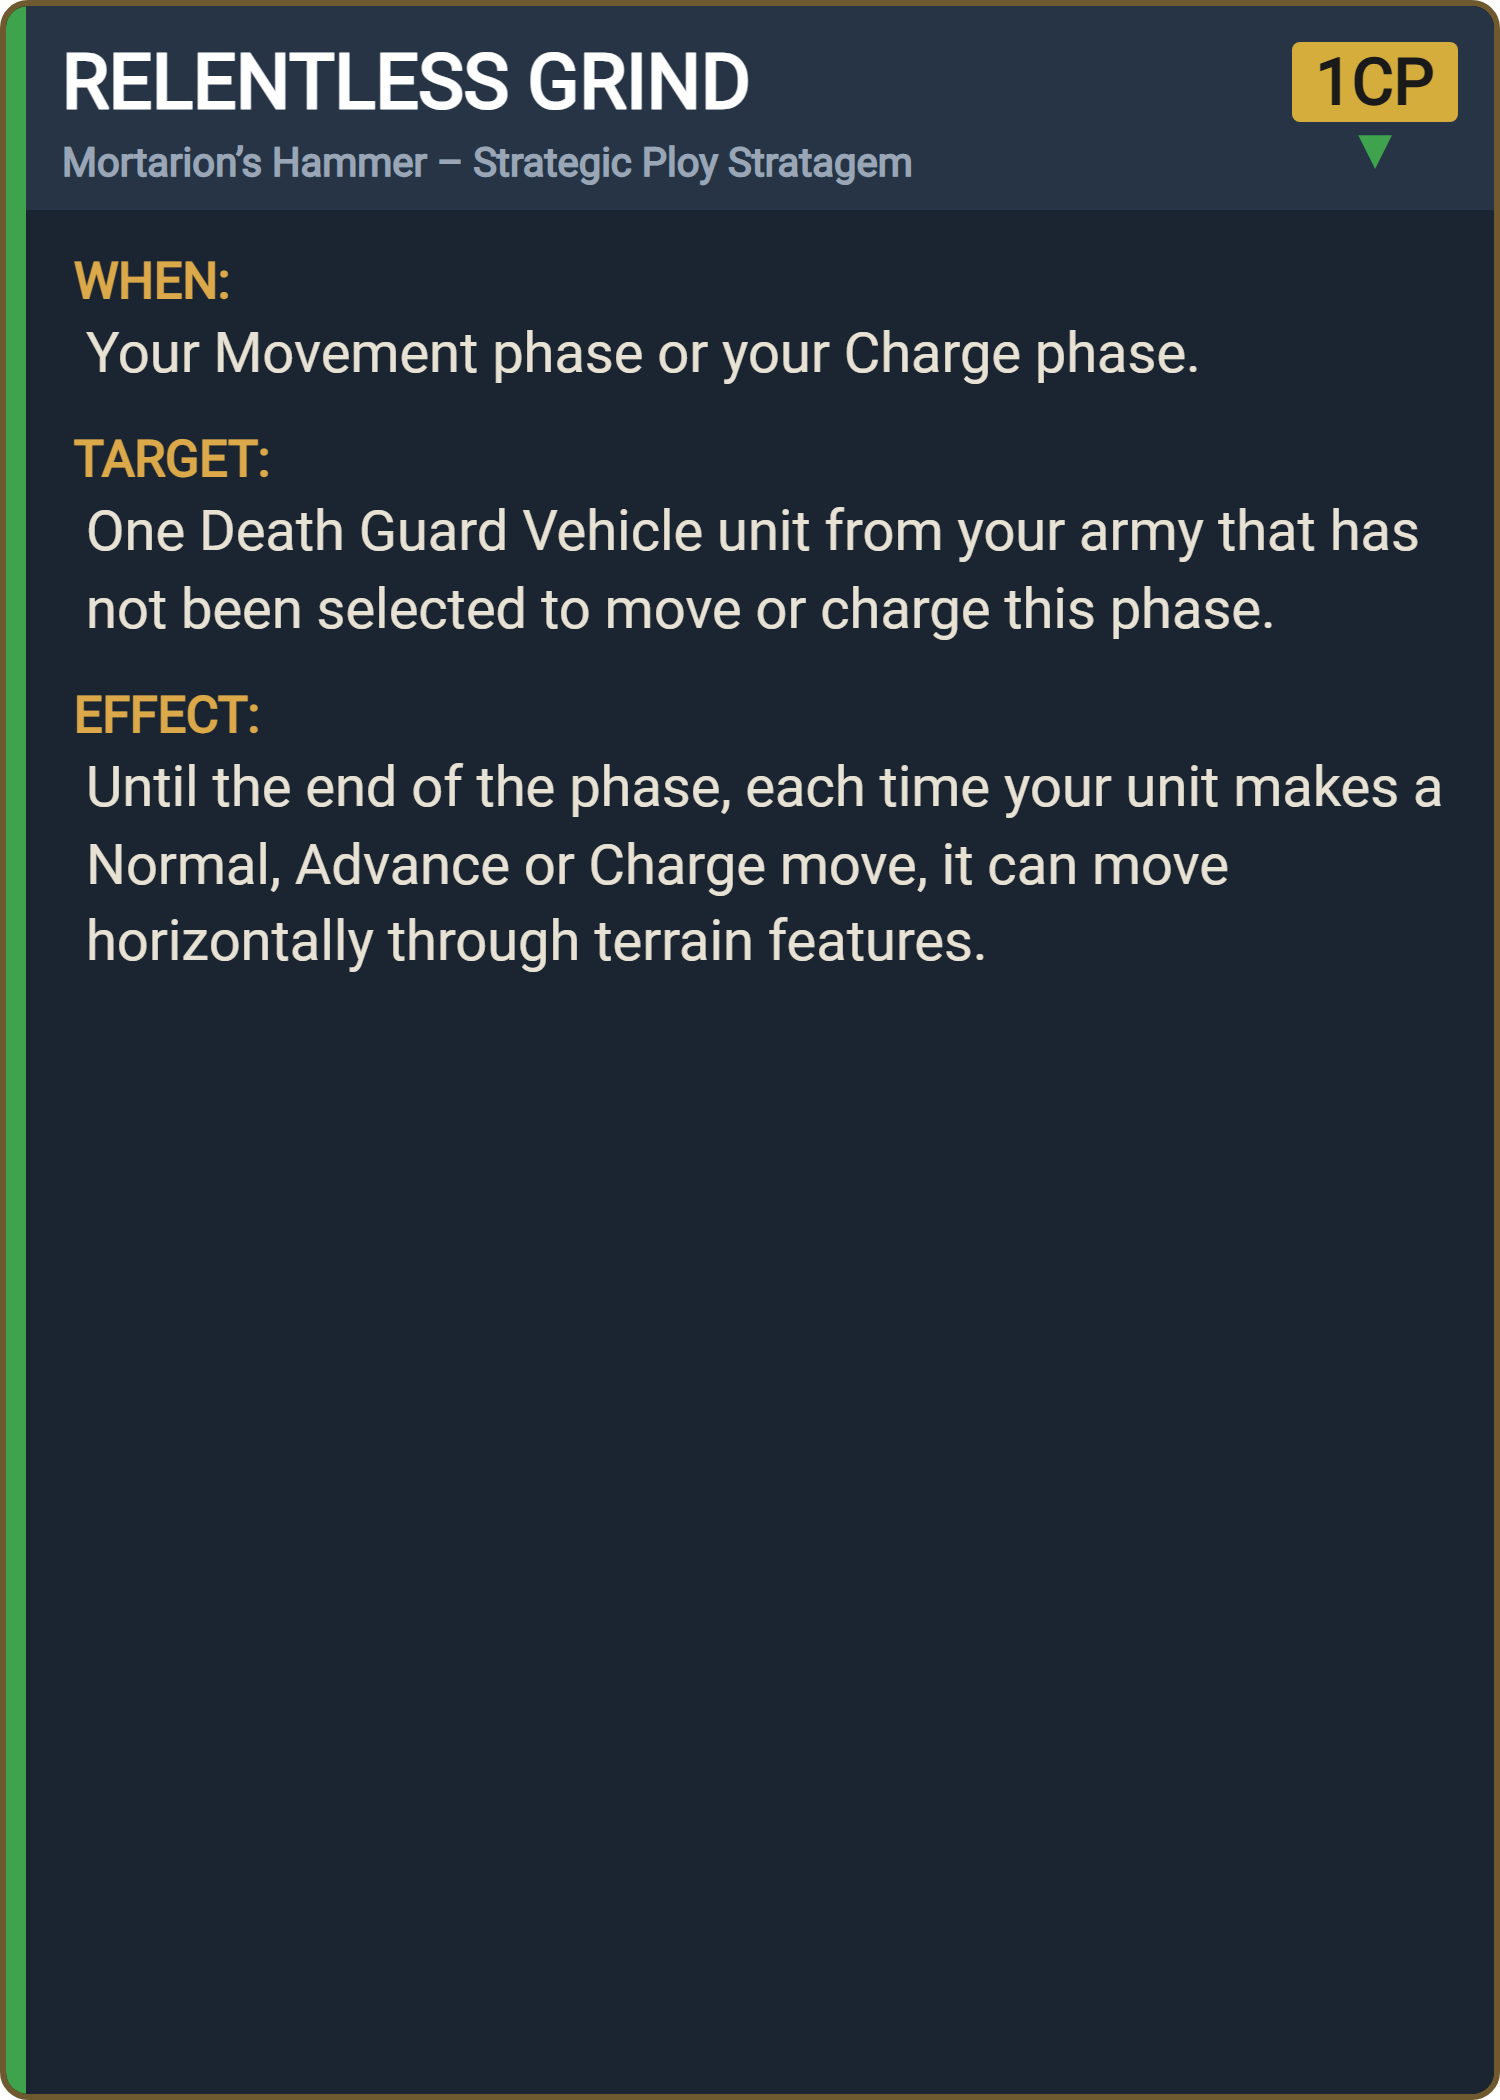 RELENTLESS GRIND
1CP
Mortarion’s Hammer – Strategic Ploy Stratagem
WHEN:
Your Movement phase or your Charge phase.
TARGET:
One Death Guard Vehicle unit from your army that has
not been selected to move or charge this phase.
EFFECT:
Until the end of the phase, each time your unit makes a
Normal, Advance or Charge move, it can move
horizontally through terrain features.